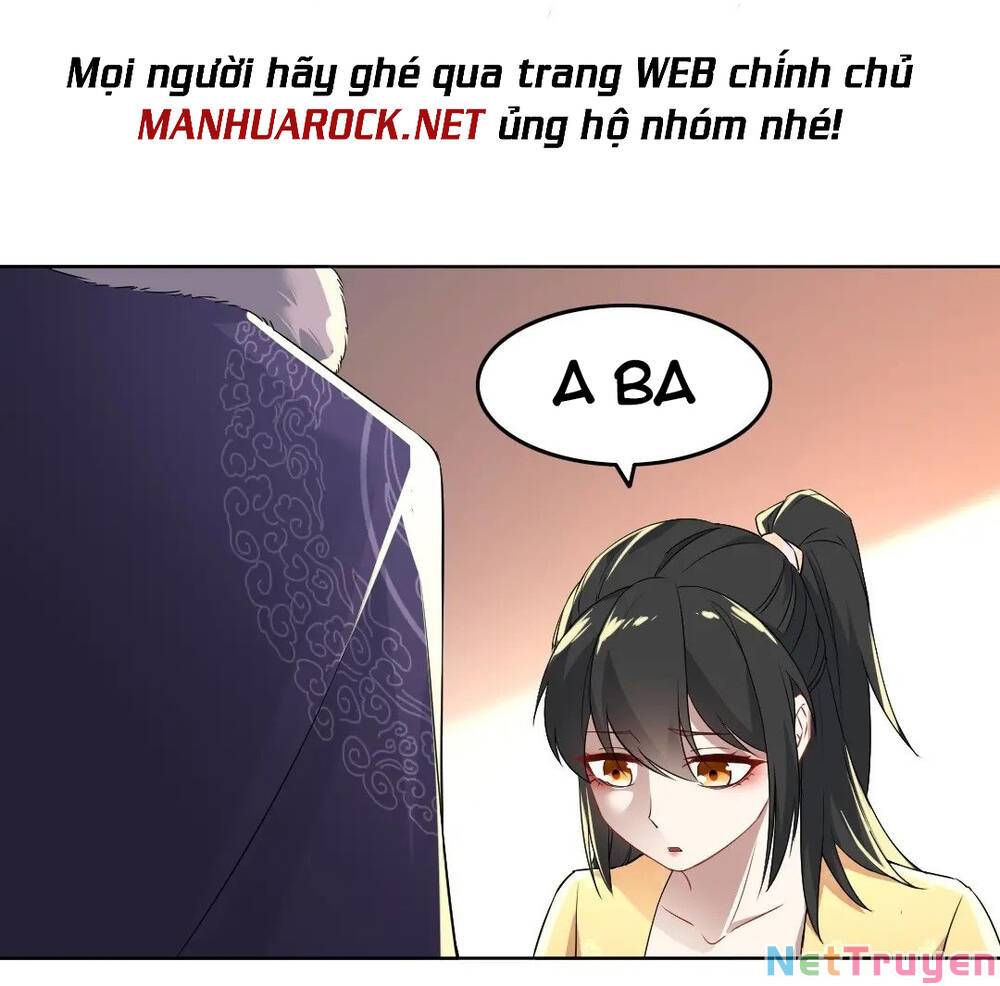 Mọi người hãy ghé qua trang WEB chính chủ
MANHUAROCK.NET ủng hộ nhóm nhé!
A BA
NetTruyen